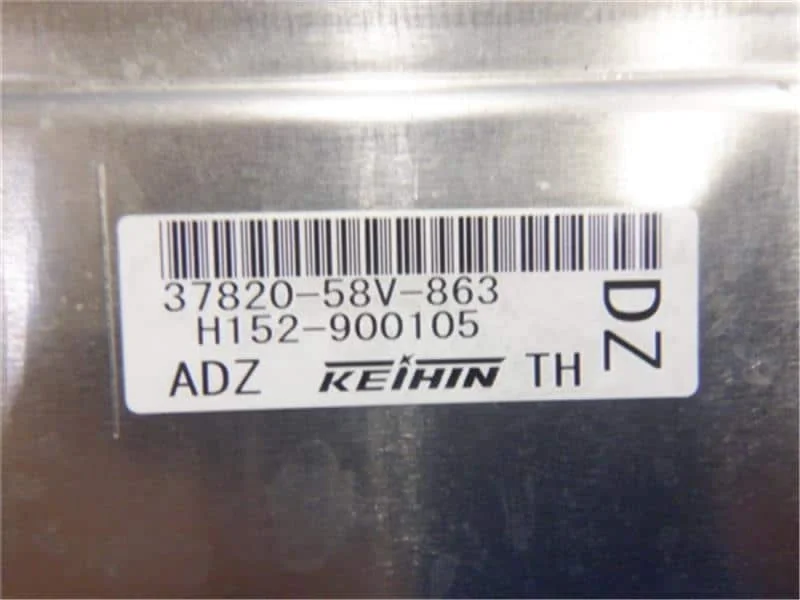 37820-58V-863
H152-900105
ADZ KEIHIN TH
DZ